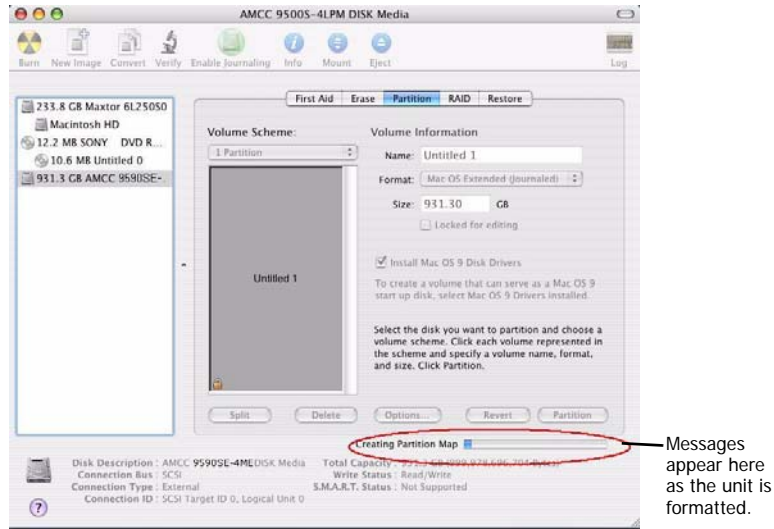 AMCC 9500S-4LPM DISK Media
Burn New Image Convert Verify Enable Journaling Info Mount Eject Log
233.8 GB Maxtor 6L250S0
Macintosh HD
12.2 MB SONY DVD R...
10.6 MB Untitled 0
931.3 GB AMCC 9590SE-
First Aid Erase Partition RAID Restore
Volume Scheme:
1 Partition
Untitled 1
Volume Information
Name: Untitled 1
Format: Mac OS Extended (Journaled)
Size: 931.30 GB
Locked for editing
Install Mac OS 9 Disk Drivers
To create a volume that can serve as a Mac OS 9
start up disk, select Mac OS 9 Drivers installed.
Select the disk you want to partition and choose a
volume scheme. Click each volume represented in
the scheme and specify a volume name, format,
and size. Click Partition.
Split Delete Options... Revert Partition
Creating Partition Map
Messages
appear here
as the unit is
formatted.
Disk Description : AMCC 9590SE-4ME DISK Media
Connection Bus : SCSI
Connection Type : External
Connection ID : SCSI Target ID 0, Logical Unit 0
Total Capacity : 931.3 GB (999,978,696,704 Bytes)
Write Status : Read/Write
S.M.A.R.T. Status : Not Supported
?